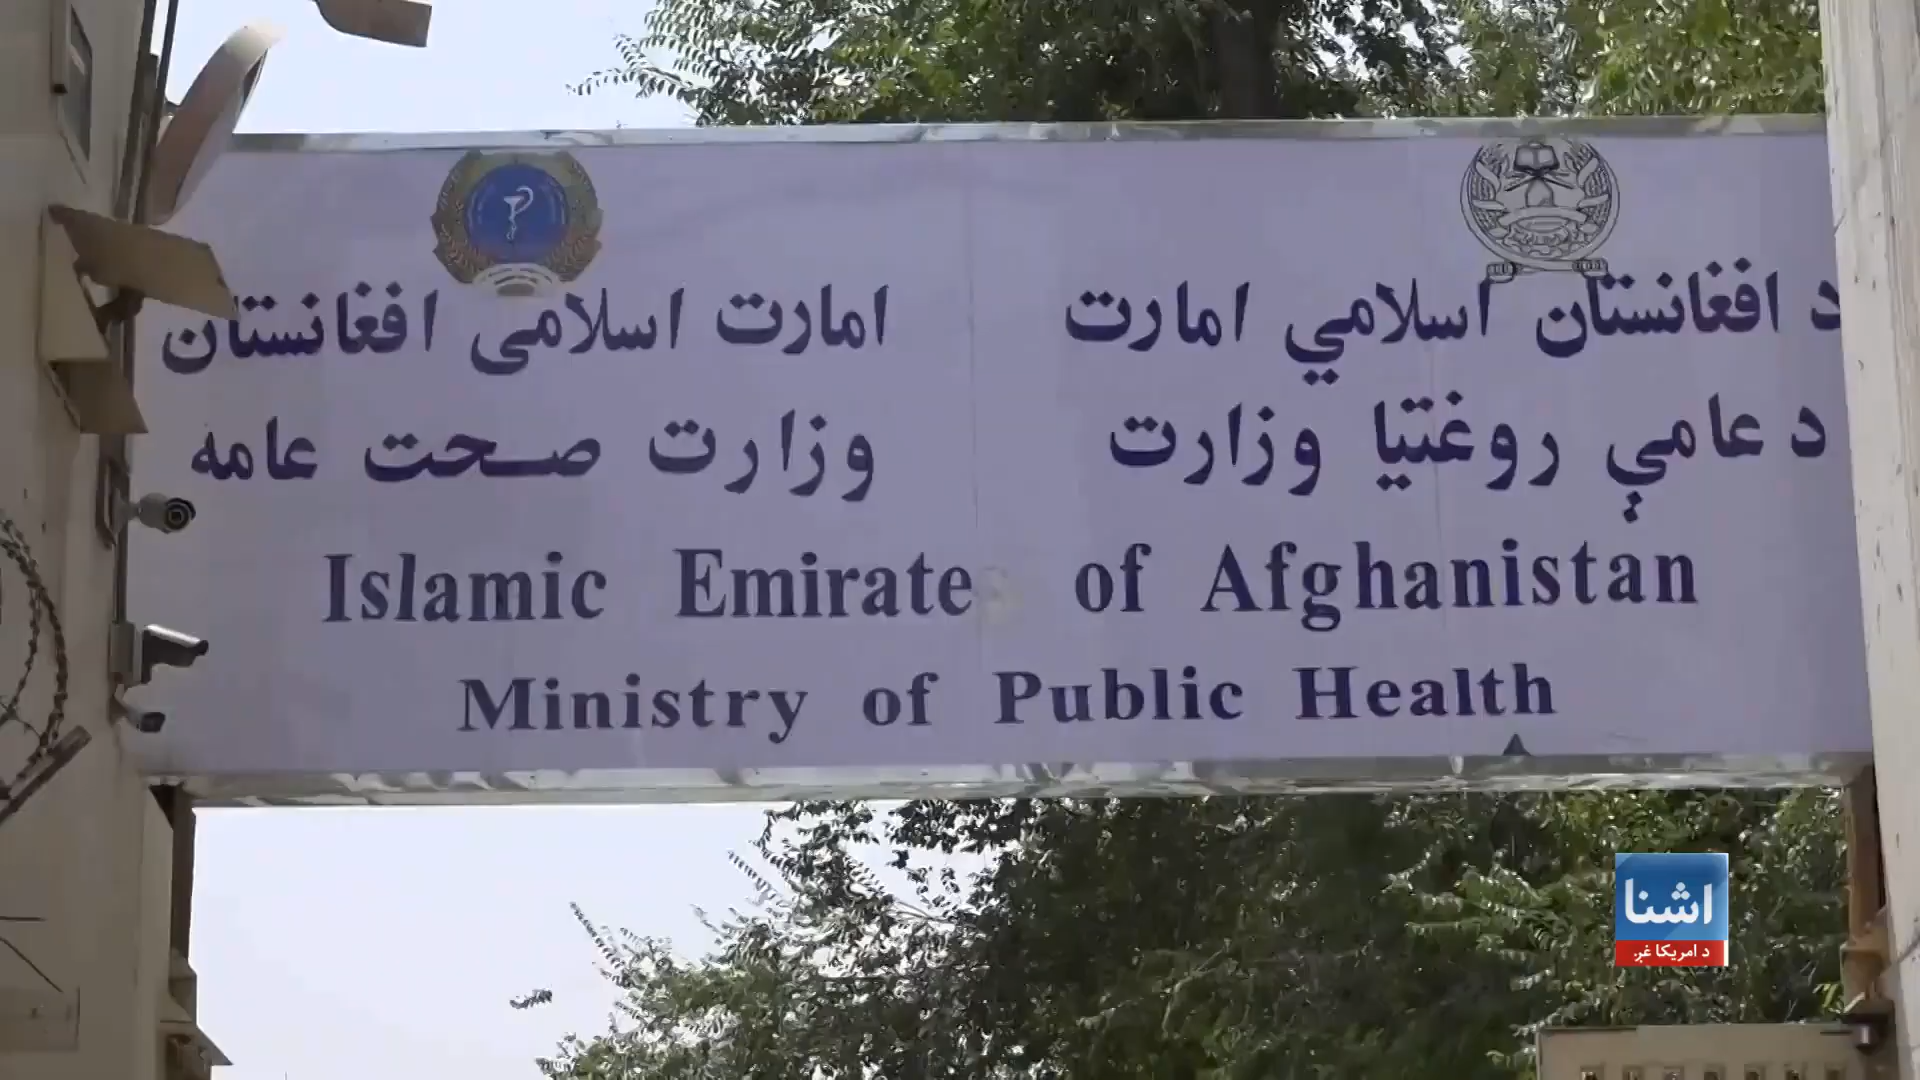 د افغانستان اسلامي امارت
د عامې روغتیا وزارت
امارت اسلامی افغانستان
وزارت صحت عامه
Islamic Emirate of Afghanistan
Ministry of Public Health
اشنا
د امریکا غږ